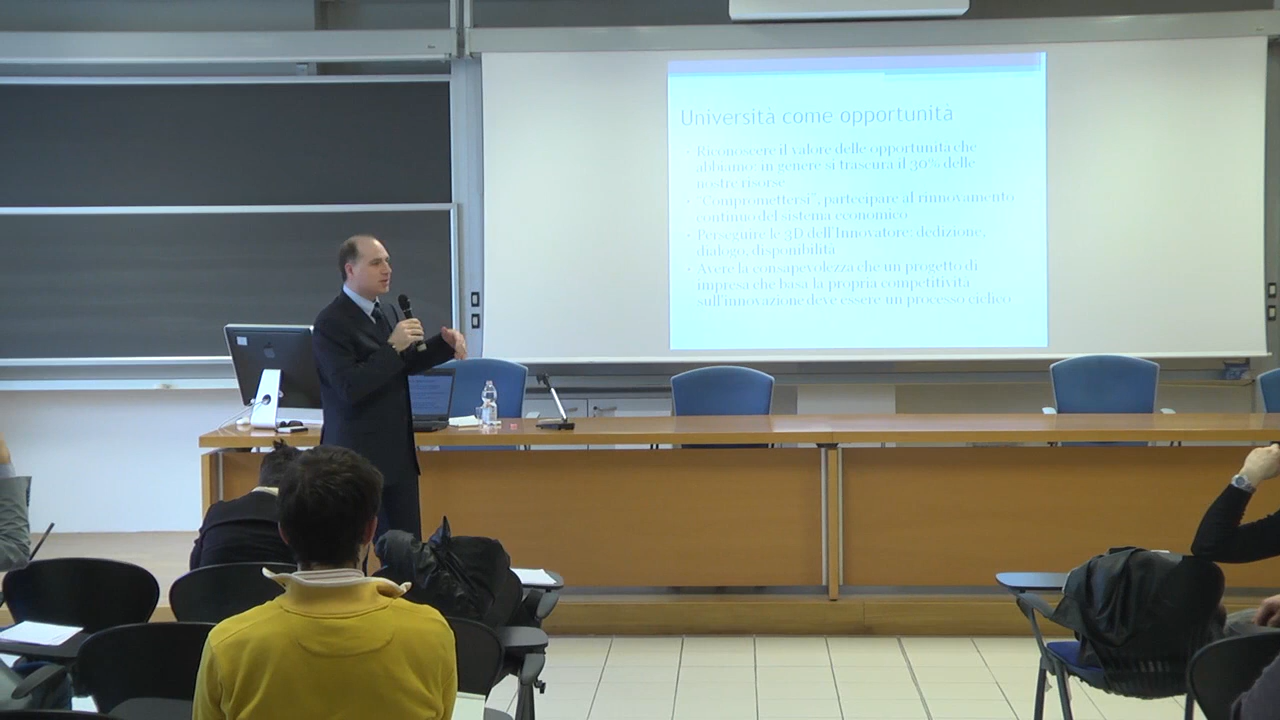 Università come opportunità
Riconoscere il valore delle opportunità che
abbiamo: in genere si trascura il 30% delle
nostre risorse
"Compromettersi", partecipare al rinnovamento
continuo del sistema economico
Perseguire le 3D dell'Innovatore: dedizione,
dialogo, disponibilità
Avere la consapevolezza che un progetto di
impresa che basa la propria competitività
sull'innovazione deve essere un processo ciclico